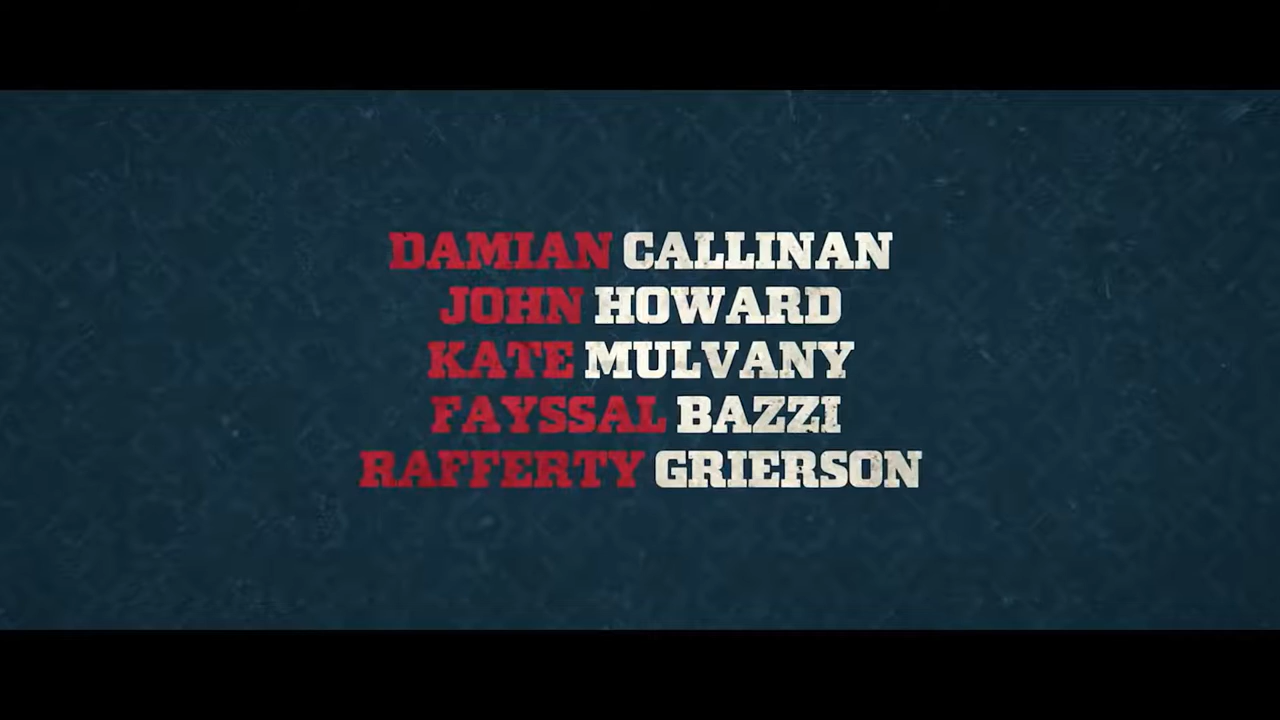 DAMIAN CALLINAN
JOHN HOWARD
KATE MULVANY
FAYSSAL BAZZI
RAFFERTY GRIERSON